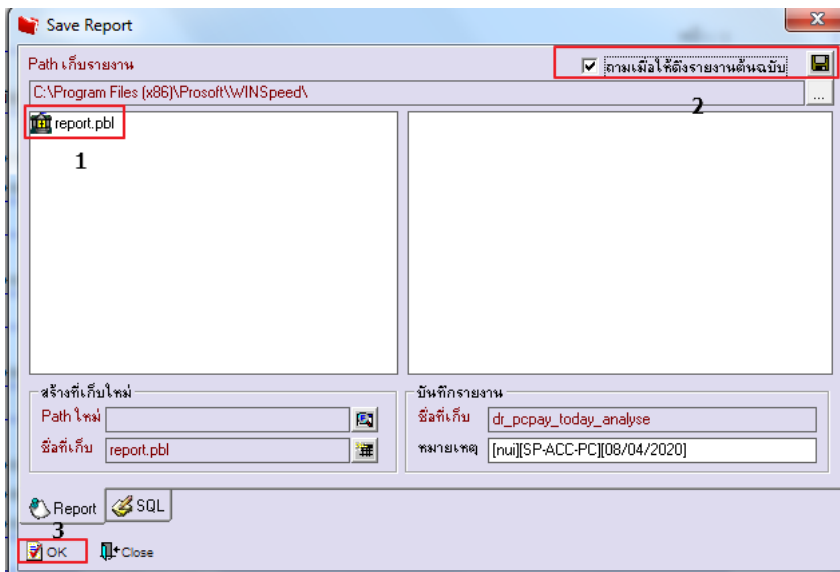 Save Report
Path เก็บรายงาน
ถามเมื่อให้ดึงรายงานต้นฉบับ
C:\Program Files (x86)\Prosoft\WINSpeed\
...
2
report.pbl
1
สร้างที่เก็บใหม่
Path ใหม่
ชื่อที่เก็บ report.pbl
บันทึกรายงาน
ชื่อที่เก็บ dr_pcpay_today_analyse
หมายเหตุ [nui][SP-ACC-PC][08/04/2020]
Report SQL
3
OK Close